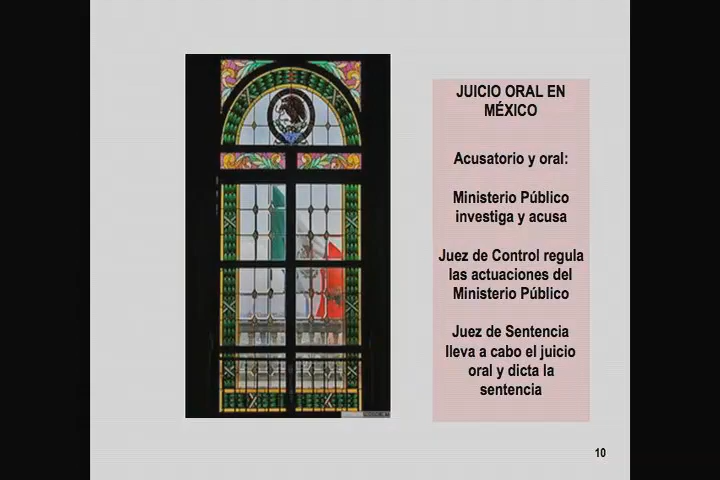 JUICIO ORAL EN
MÉXICO
Acusatorio y oral:
Ministerio Público
investiga y acusa
Juez de Control regula
las actuaciones del
Ministerio Público
Juez de Sentencia
lleva a cabo el juicio
oral y dicta la
sentencia
10